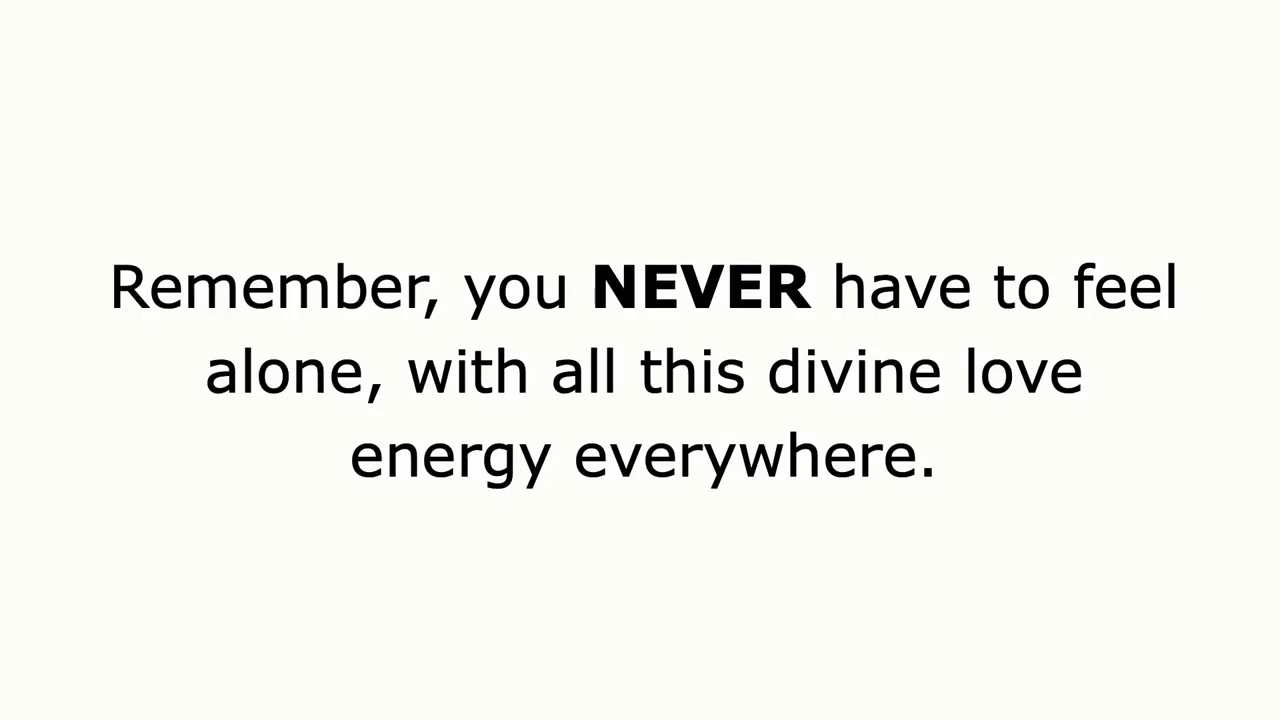 Remember, you NEVER have to feel
alone, with all this divine love
energy everywhere.